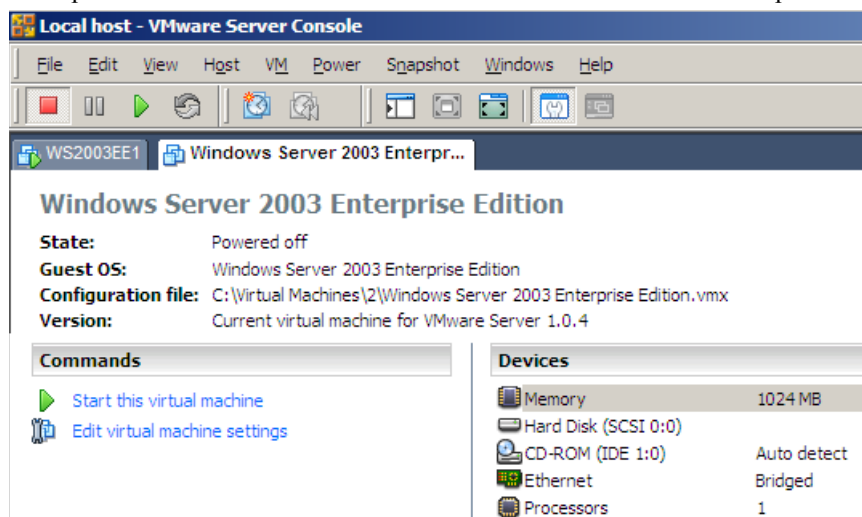 Local host - VMware Server Console
File Edit View Host VM Power Snapshot Windows Help
WS2003EE1 Windows Server 2003 Enterpr...
Windows Server 2003 Enterprise Edition
State: Powered off
Guest OS: Windows Server 2003 Enterprise Edition
Configuration file: C:\Virtual Machines\2\Windows Server 2003 Enterprise Edition.vmx
Version: Current virtual machine for VMware Server 1.0.4
Commands
Start this virtual machine
Edit virtual machine settings
Devices
Memory 1024 MB
Hard Disk (SCSI 0:0)
CD-ROM (IDE 1:0) Auto detect
Ethernet Bridged
Processors 1